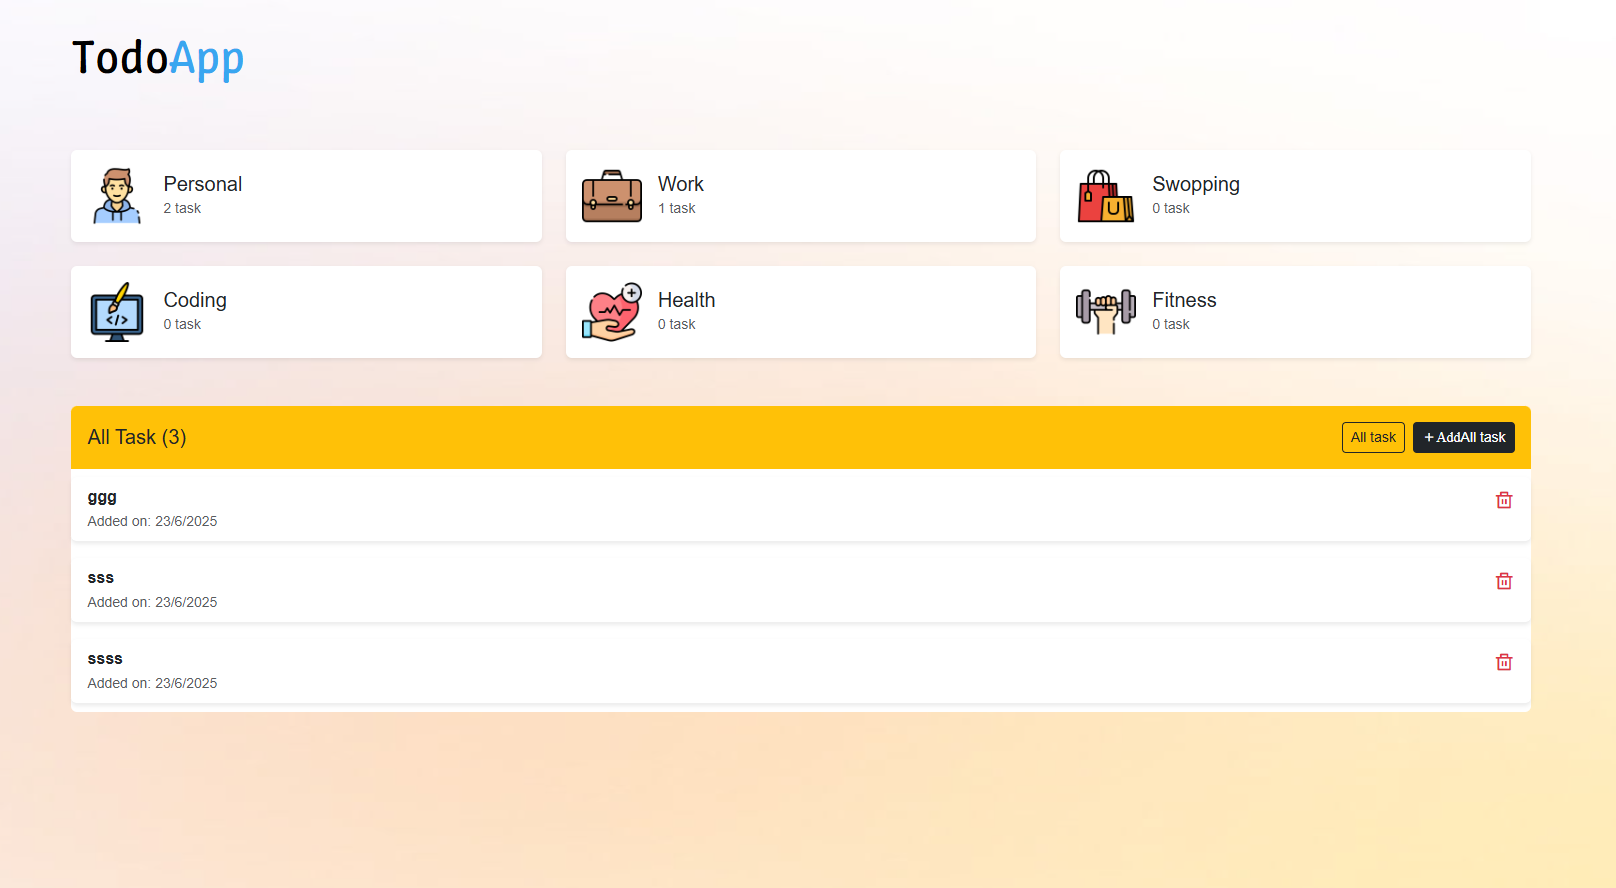 TodoApp
Personal
2 task
Work
1 task
Swopping
0 task
Coding
0 task
Health
0 task
Fitness
0 task
All Task (3)
All task
+ AddAll task
ggg
Added on: 23/6/2025
sss
Added on: 23/6/2025
ssss
Added on: 23/6/2025